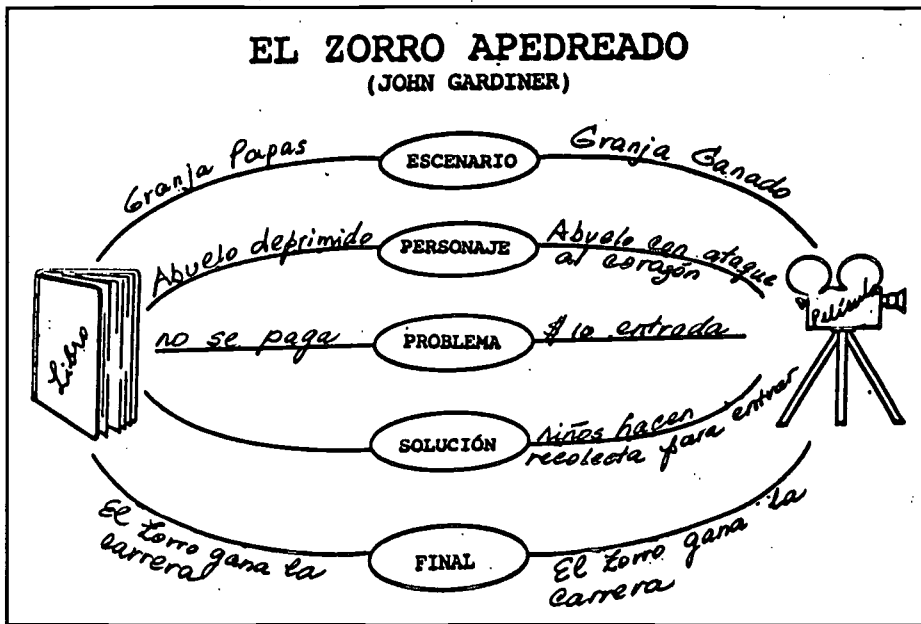 EL ZORRO APEDREADO
(JOHN GARDINER)
Granja Papas
ESCENARIO
Granja Ganado
Abuelo deprimido
PERSONAJE
Abuelo con ataque
al corazón
Libro
Película
no se paga
PROBLEMA
$10 entrada
SOLUCIÓN
niños hacen
recolecta para entrar
El zorro gana la
carrera
FINAL
El zorro gana la
carrera